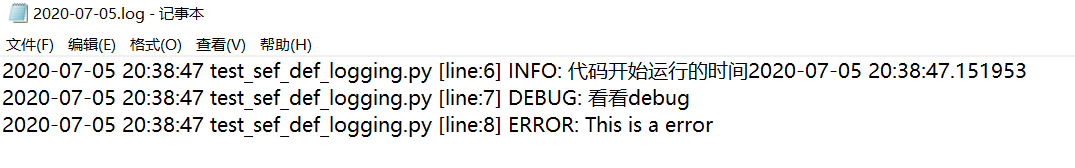 2020-07-05.log - 记事本
文件(F) 编辑(E) 格式(O) 查看(V) 帮助(H)
2020-07-05 20:38:47 test_sef_def_logging.py [line:6] INFO: 代码开始运行的时间2020-07-05 20:38:47.151953
2020-07-05 20:38:47 test_sef_def_logging.py [line:7] DEBUG: 看看debug
2020-07-05 20:38:47 test_sef_def_logging.py [line:8] ERROR: This is a error